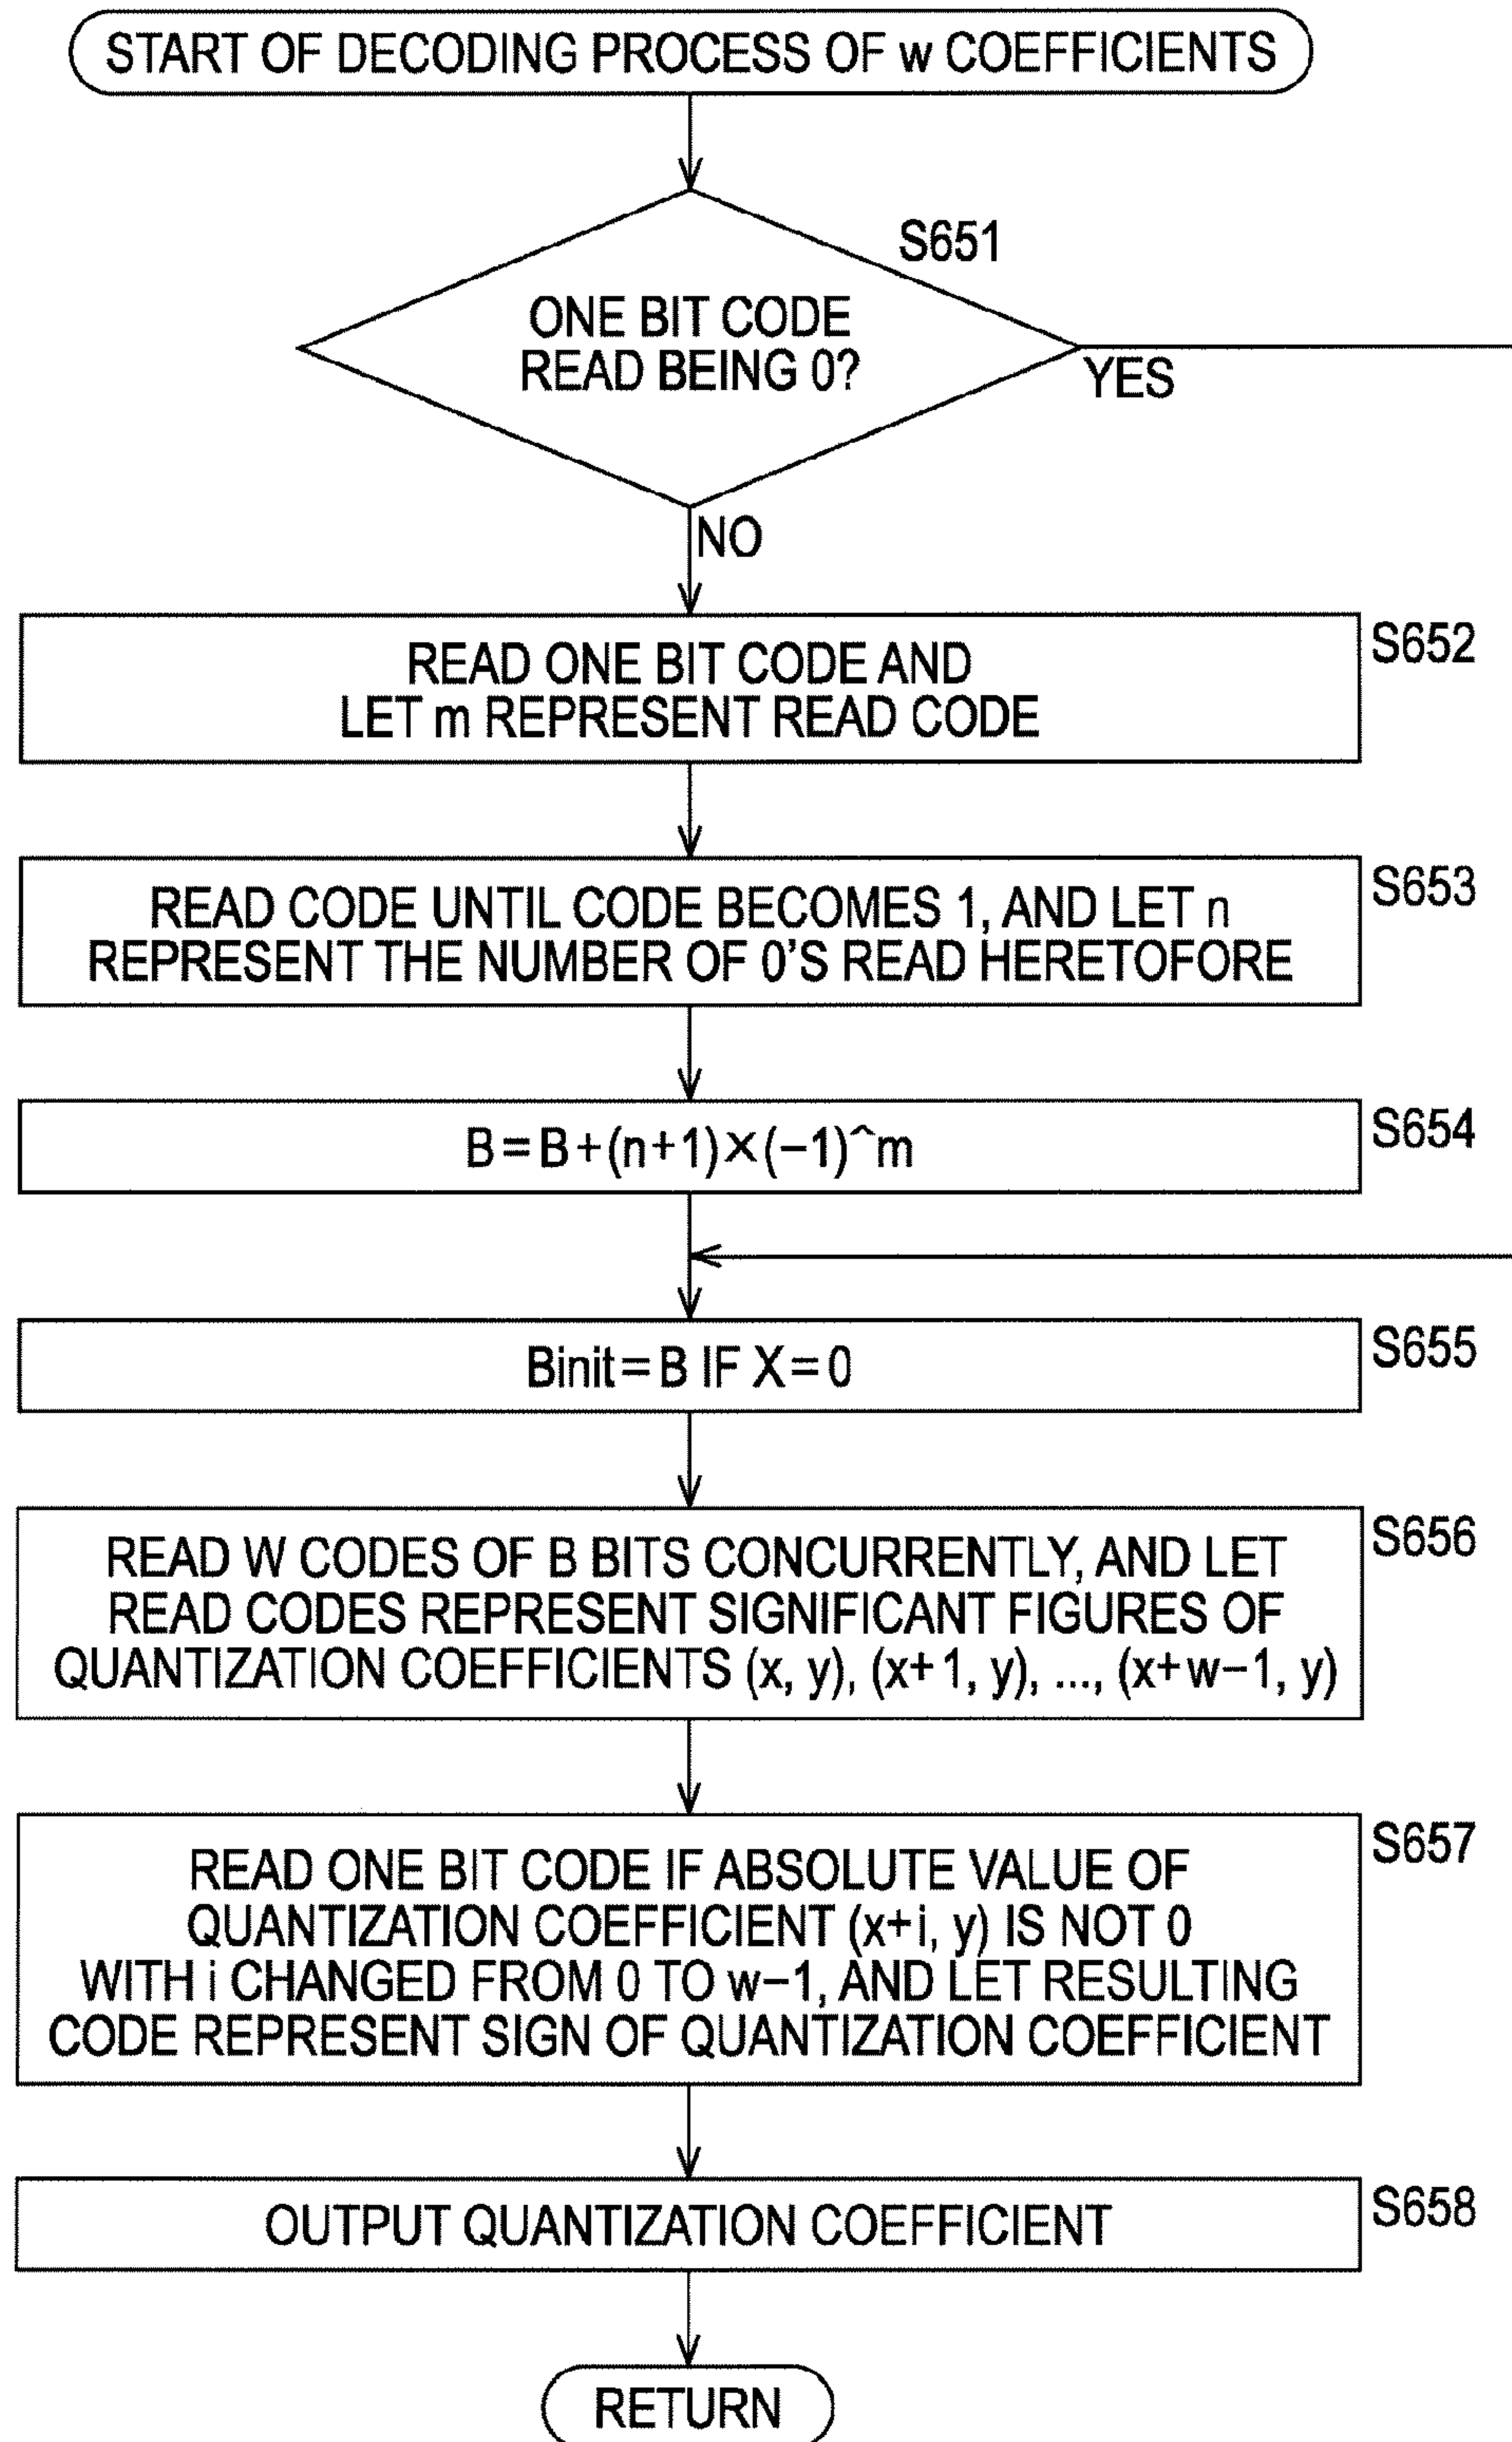 START OF DECODING PROCESS OF w COEFFICIENTS
S651
ONE BIT CODE
READ BEING 0?
YES
NO
READ ONE BIT CODE AND
LET m REPRESENT READ CODE
S652
READ CODE UNTIL CODE BECOMES 1, AND LET n
REPRESENT THE NUMBER OF 0'S READ HERETOFORE
S653
B=B+(n+1)×(−1)^m
S654
Binit=B IF X=0
S655
READ W CODES OF B BITS CONCURRENTLY, AND LET
READ CODES REPRESENT SIGNIFICANT FIGURES OF
QUANTIZATION COEFFICIENTS (x, y), (x+1, y), ..., (x+w−1, y)
S656
READ ONE BIT CODE IF ABSOLUTE VALUE OF
QUANTIZATION COEFFICIENT (x+i, y) IS NOT 0
WITH i CHANGED FROM 0 TO w−1, AND LET RESULTING
CODE REPRESENT SIGN OF QUANTIZATION COEFFICIENT
S657
OUTPUT QUANTIZATION COEFFICIENT
S658
RETURN